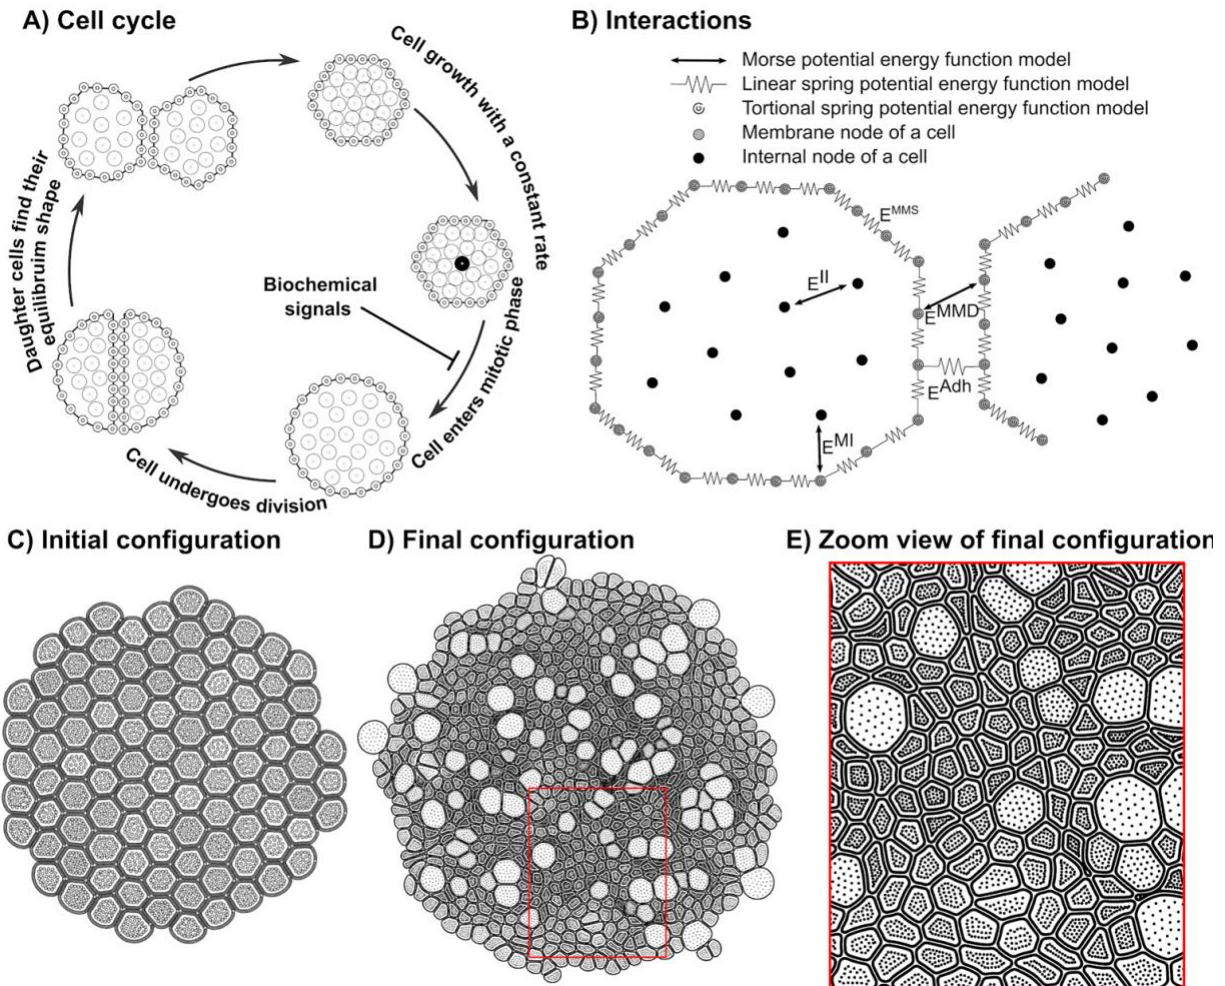 A) Cell cycle
Cell growth with a constant rate
Cell enters mitotic phase
Biochemical
signals
Cell undergoes division
Daughter cells find their
equilibruim shape
B) Interactions
Morse potential energy function model
Linear spring potential energy function model
Tortional spring potential energy function model
Membrane node of a cell
Internal node of a cell
E^MMS
E^II
E^MMD
E^Adh
E^MI
C) Initial configuration
D) Final configuration
E) Zoom view of final configuration